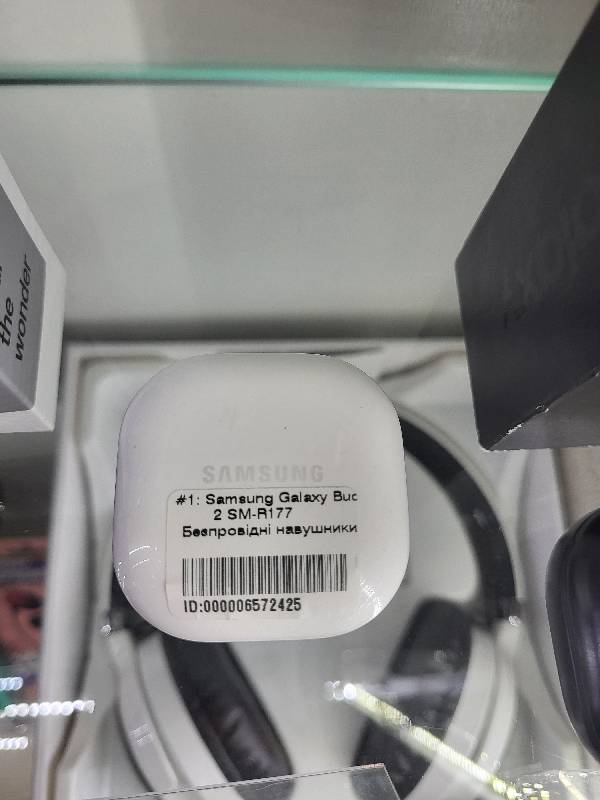 the
wonder
SAMSUNG
#1: Samsung Galaxy Buc
2 SM-R177
Беспровідні навушники
ID:000006572425